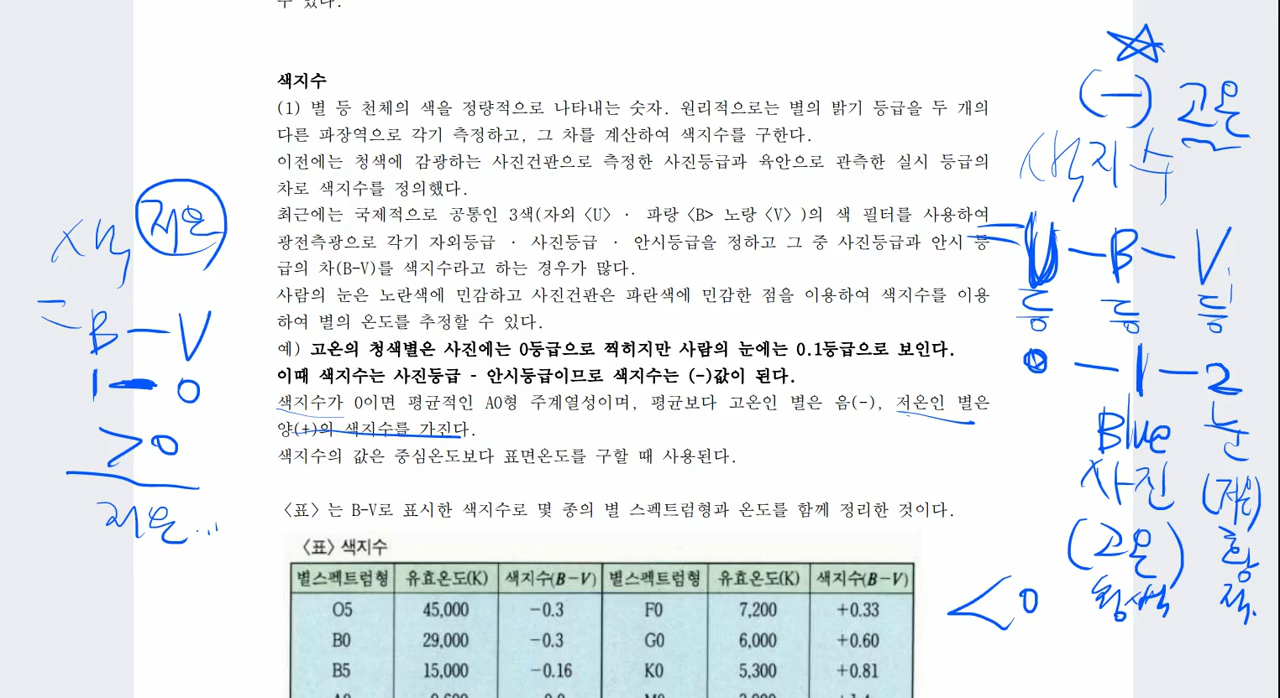 수 있다.
색지수
(1) 별 등 천체의 색을 정량적으로 나타내는 숫자. 원리적으로는 별의 밝기 등급을 두 개의
다른 파장역으로 각기 측정하고, 그 차를 계산하여 색지수를 구한다.
이전에는 청색에 감광하는 사진건판으로 측정한 사진등급과 육안으로 관측한 실시 등급의
차로 색지수를 정의했다.
최근에는 국제적으로 공통인 3색(자외〈U〉· 파랑〈B> 노랑〈V〉)의 색 필터를 사용하여
광전측광으로 각기 자외등급 · 사진등급 · 안시등급을 정하고 그 중 사진등급과 안시 등
급의 차(B-V)를 색지수라고 하는 경우가 많다.
사람의 눈은 노란색에 민감하고 사진건판은 파란색에 민감한 점을 이용하여 색지수를 이용
하여 별의 온도를 추정할 수 있다.
예) 고온의 청색별은 사진에는 0등급으로 찍히지만 사람의 눈에는 0.1등급으로 보인다.
이때 색지수는 사진등급 - 안시등급이므로 색지수는 (-)값이 된다.
색지수가 0이면 평균적인 A0형 주계열성이며, 평균보다 고온인 별은 음(-), 저온인 별은
양(+)의 색지수를 가진다.
색지수의 값은 중심온도보다 표면온도를 구할 때 사용된다.
〈표〉는 B-V로 표시한 색지수로 몇 종의 별 스펙트럼형과 온도를 함께 정리한 것이다.
〈표〉 색지수
별스펙트럼형 유효온도(K) 색지수(B-V) 별스펙트럼형 유효온도(K) 색지수(B-V)
O5 45,000 -0.3 F0 7,200 +0.33
B0 29,000 -0.3 G0 6,000 +0.60
B5 15,000 -0.16 K0 5,300 +0.81
저온
색
= B - V
1 - 0
>0
저온...
(-) 고온
색지수
= U - B - V
등 등 등
0 - 1 - 2
Blue 눈
사진 (저온)
(고온) 황
<0 청백 적.